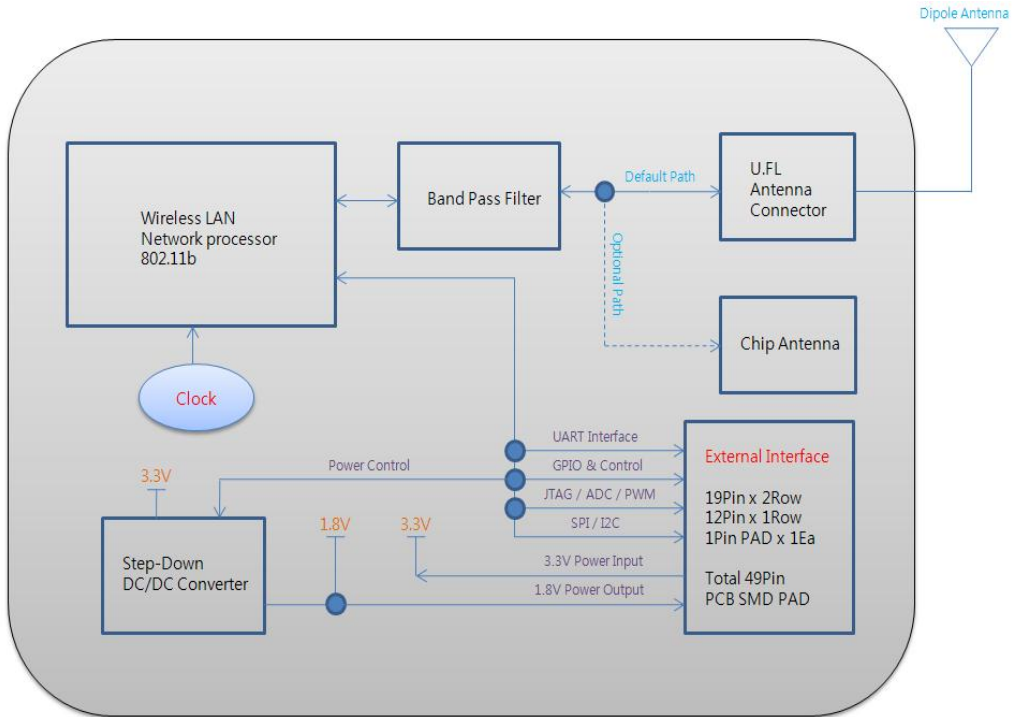 Dipole Antenna
Wireless LAN
Network processor
802.11b
Band Pass Filter
Default Path
Optional Path
U.FL
Antenna
Connector
Chip Antenna
Clock
UART Interface
GPIO & Control
JTAG / ADC / PWM
SPI / I2C
3.3V Power Input
1.8V Power Output
Power Control
3.3V
1.8V
3.3V
Step-Down
DC/DC Converter
External Interface
19Pin x 2Row
12Pin x 1Row
1Pin PAD x 1Ea
Total 49Pin
PCB SMD PAD